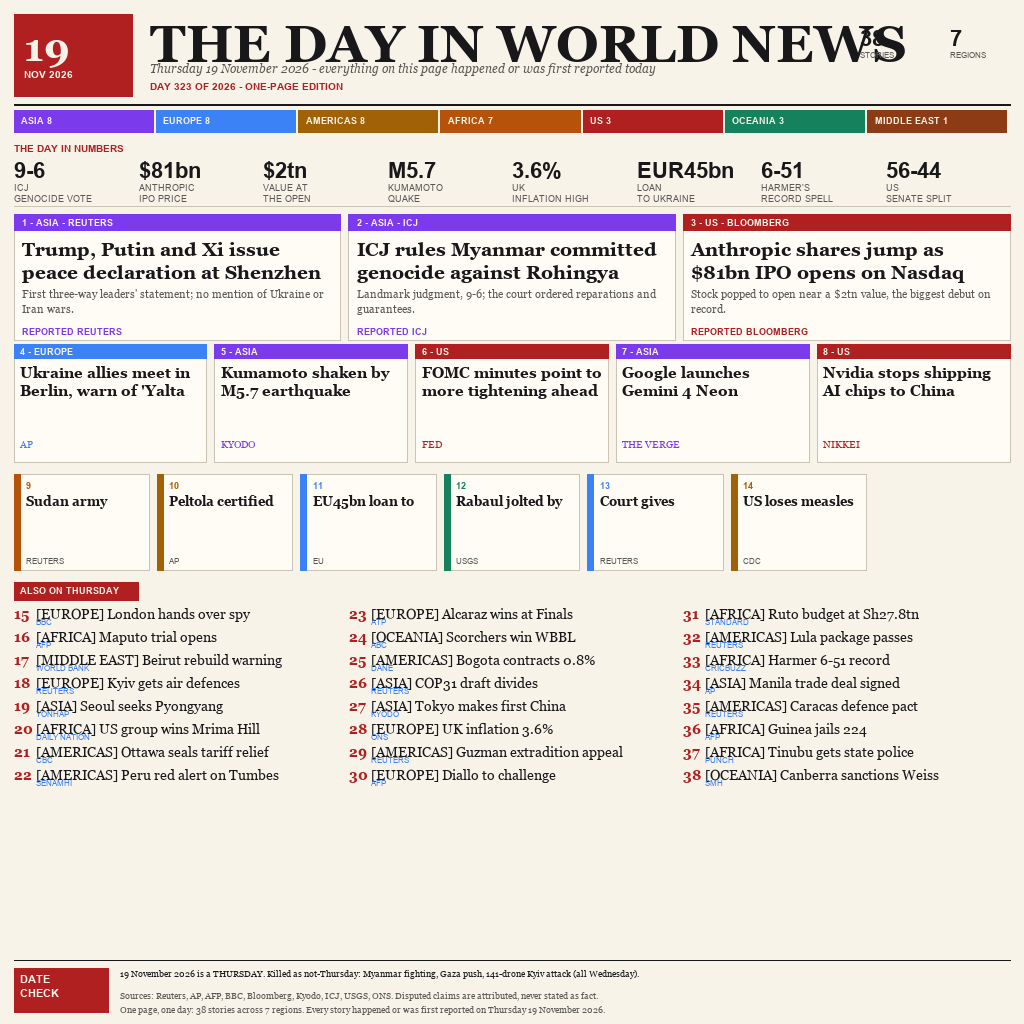 19
NOV 2026
THE DAY IN WORLD NEWS
Thursday 19 November 2026 - everything on this page happened or was first reported today
DAY 323 OF 2026 - ONE-PAGE EDITION
38
STORIES
7
REGIONS
ASIA 8
EUROPE 8
AMERICAS 8
AFRICA 7
US 3
OCEANIA 3
MIDDLE EAST 1
THE DAY IN NUMBERS
9-6
ICJ
GENOCIDE VOTE
$81bn
ANTHROPIC
IPO PRICE
$2tn
VALUE AT
THE OPEN
M5.7
KUMAMOTO
QUAKE
3.6%
UK
INFLATION HIGH
EUR45bn
LOAN
TO UKRAINE
6-51
HARMER'S
RECORD SPELL
56-44
US
SENATE SPLIT
1 - ASIA - REUTERS
Trump, Putin and Xi issue
peace declaration at Shenzhen
First three-way leaders' statement; no mention of Ukraine or
Iran wars.
REPORTED REUTERS
2 - ASIA - ICJ
ICJ rules Myanmar committed
genocide against Rohingya
Landmark judgment, 9-6; the court ordered reparations and
guarantees.
REPORTED ICJ
3 - US - BLOOMBERG
Anthropic shares jump as
$81bn IPO opens on Nasdaq
Stock popped to open near a $2tn value, the biggest debut on
record.
REPORTED BLOOMBERG
4 - EUROPE
Ukraine allies meet in
Berlin, warn of 'Yalta
AP
5 - ASIA
Kumamoto shaken by
M5.7 earthquake
KYODO
6 - US
FOMC minutes point to
more tightening ahead
FED
7 - ASIA
Google launches
Gemini 4 Neon
THE VERGE
8 - US
Nvidia stops shipping
AI chips to China
NIKKEI
9
Sudan army
REUTERS
10
Peltola certified
AP
11
EU45bn loan to
EU
12
Rabaul jolted by
USGS
13
Court gives
REUTERS
14
US loses measles
CDC
ALSO ON THURSDAY
15 [EUROPE] London hands over spy
BBC
16 [AFRICA] Maputo trial opens
AFP
17 [MIDDLE EAST] Beirut rebuild warning
WORLD BANK
18 [EUROPE] Kyiv gets air defences
REUTERS
19 [ASIA] Seoul seeks Pyongyang
YONHAP
20 [AFRICA] US group wins Mrima Hill
DAILY NATION
21 [AMERICAS] Ottawa seals tariff relief
CBC
22 [AMERICAS] Peru red alert on Tumbes
SENAMHI
23 [EUROPE] Alcaraz wins at Finals
ATP
24 [OCEANIA] Scorchers win WBBL
ABC
25 [AMERICAS] Bogota contracts 0.8%
DANE
26 [ASIA] COP31 draft divides
REUTERS
27 [ASIA] Tokyo makes first China
KYODO
28 [EUROPE] UK inflation 3.6%
ONS
29 [AMERICAS] Guzman extradition appeal
REUTERS
30 [EUROPE] Diallo to challenge
AFP
31 [AFRICA] Ruto budget at Sh27.8tn
STANDARD
32 [AMERICAS] Lula package passes
REUTERS
33 [AFRICA] Harmer 6-51 record
CRICBUZZ
34 [ASIA] Manila trade deal signed
AP
35 [AMERICAS] Caracas defence pact
REUTERS
36 [AFRICA] Guinea jails 224
AFP
37 [AFRICA] Tinubu gets state police
PUNCH
38 [OCEANIA] Canberra sanctions Weiss
SMH
DATE
CHECK
19 November 2026 is a THURSDAY. Killed as not-Thursday: Myanmar fighting, Gaza push, 141-drone Kyiv attack (all Wednesday).
Sources: Reuters, AP, AFP, BBC, Bloomberg, Kyodo, ICJ, USGS, ONS. Disputed claims are attributed, never stated as fact.
One page, one day: 38 stories across 7 regions. Every story happened or was first reported on Thursday 19 November 2026.